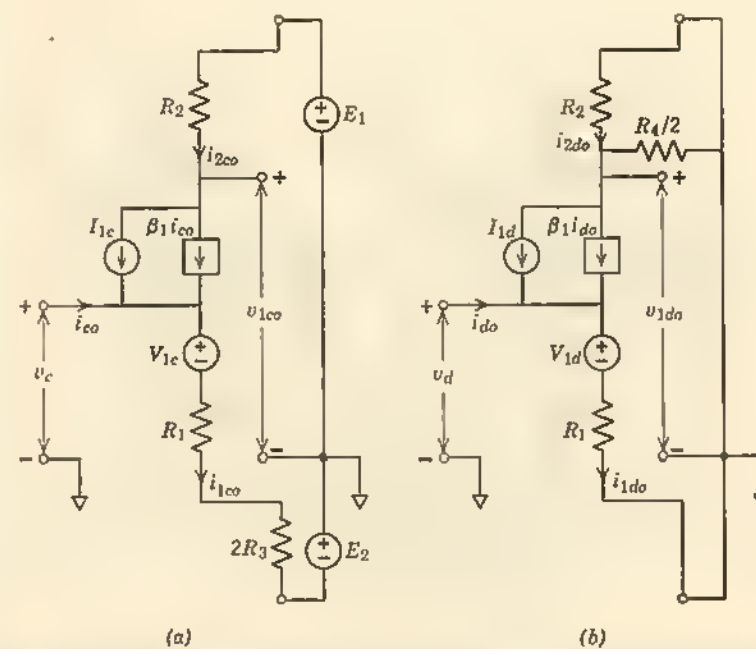 R₂ E₁
i₂co
+
I₁c β₁ico
+ ico v₁co
vc V₁c + −
R₁
− −
i₁co
2R₃ + − E₂
(a)
R₂
i₂do R₄/2
+
I₁d β₁ido
+ ido v₁do
vd V₁d + −
R₁
− −
i₁do
(b)